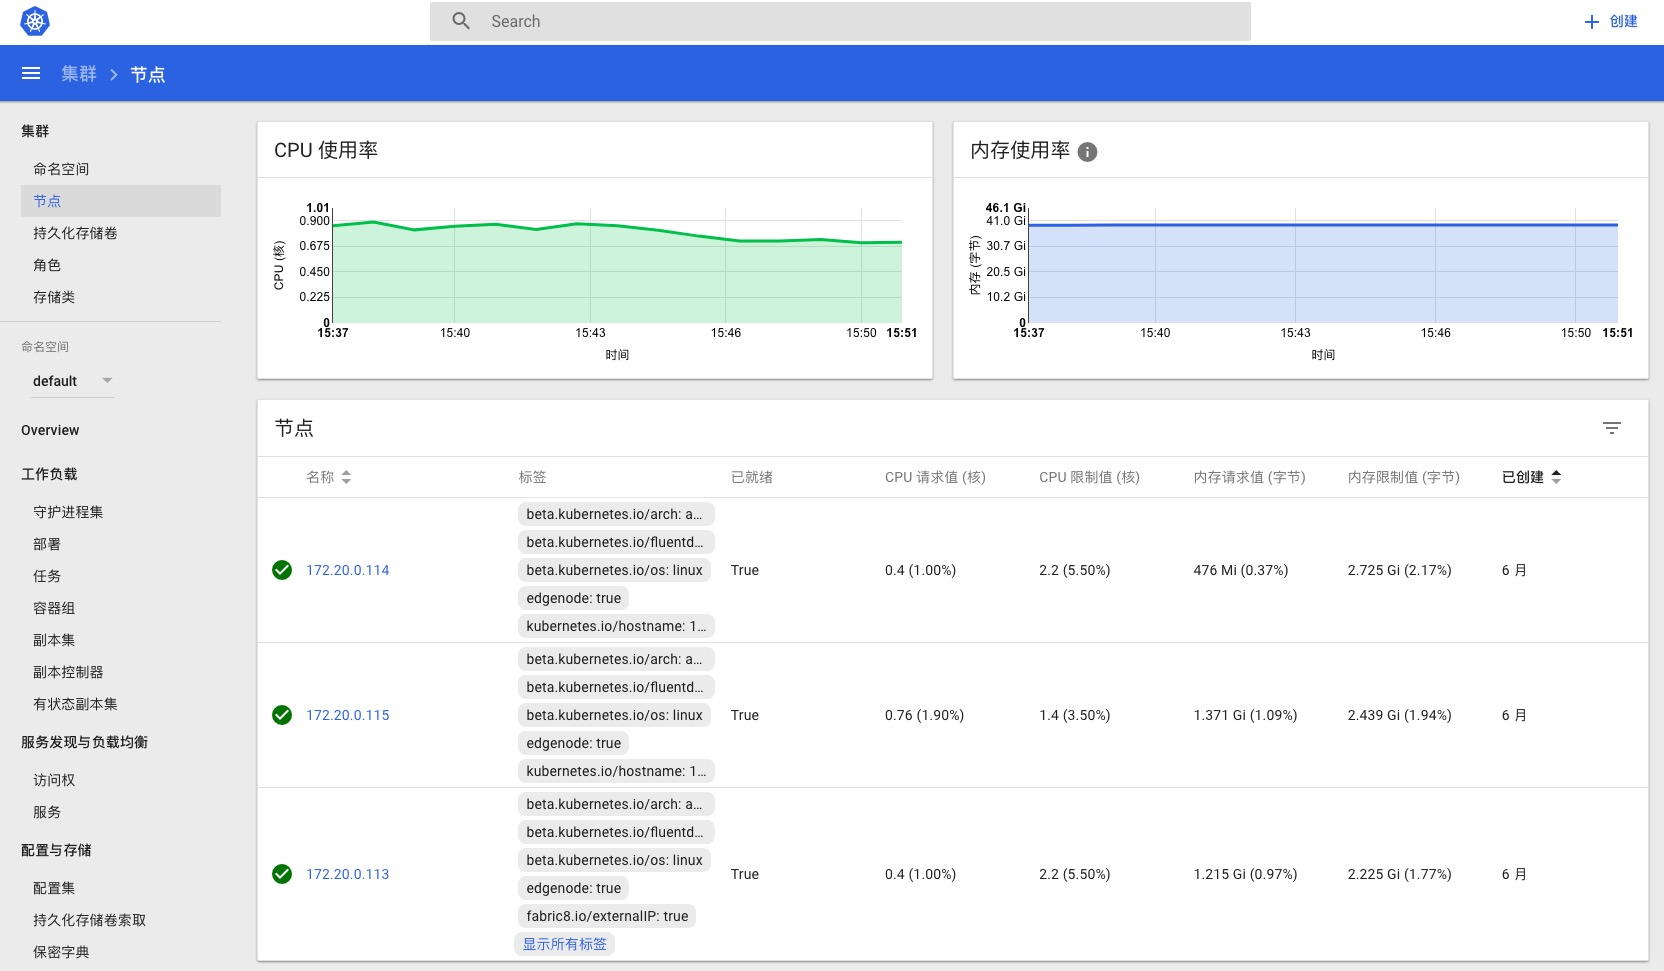 Search
创建
集群 > 节点
集群
命名空间
节点
持久化存储卷
角色
存储类
命名空间
default
Overview
工作负载
守护进程集
部署
任务
容器组
副本集
副本控制器
有状态副本集
服务发现与负载均衡
访问权
服务
配置与存储
配置集
持久化存储卷索取
保密字典
CPU 使用率
CPU (核)
1.01
0.900
0.675
0.450
0.225
0
15:37 15:40 15:43 15:46 15:50 15:51
时间
内存使用率
内存 (字节)
46.1 Gi
41.0 Gi
30.7 Gi
20.5 Gi
10.2 Gi
0
15:37 15:40 15:43 15:46 15:50 15:51
时间
节点
名称 标签 已就绪 CPU 请求值 (核) CPU 限制值 (核) 内存请求值 (字节) 内存限制值 (字节) 已创建
beta.kubernetes.io/arch: a...
beta.kubernetes.io/fluentd...
172.20.0.114 beta.kubernetes.io/os: linux True 0.4 (1.00%) 2.2 (5.50%) 476 Mi (0.37%) 2.725 Gi (2.17%) 6 月
edgenode: true
kubernetes.io/hostname: 1...
beta.kubernetes.io/arch: a...
beta.kubernetes.io/fluentd...
172.20.0.115 beta.kubernetes.io/os: linux True 0.76 (1.90%) 1.4 (3.50%) 1.371 Gi (1.09%) 2.439 Gi (1.94%) 6 月
edgenode: true
kubernetes.io/hostname: 1...
beta.kubernetes.io/arch: a...
beta.kubernetes.io/fluentd...
beta.kubernetes.io/os: linux
172.20.0.113 True 0.4 (1.00%) 2.2 (5.50%) 1.215 Gi (0.97%) 2.225 Gi (1.77%) 6 月
edgenode: true
fabric8.io/externalIP: true
显示所有标签